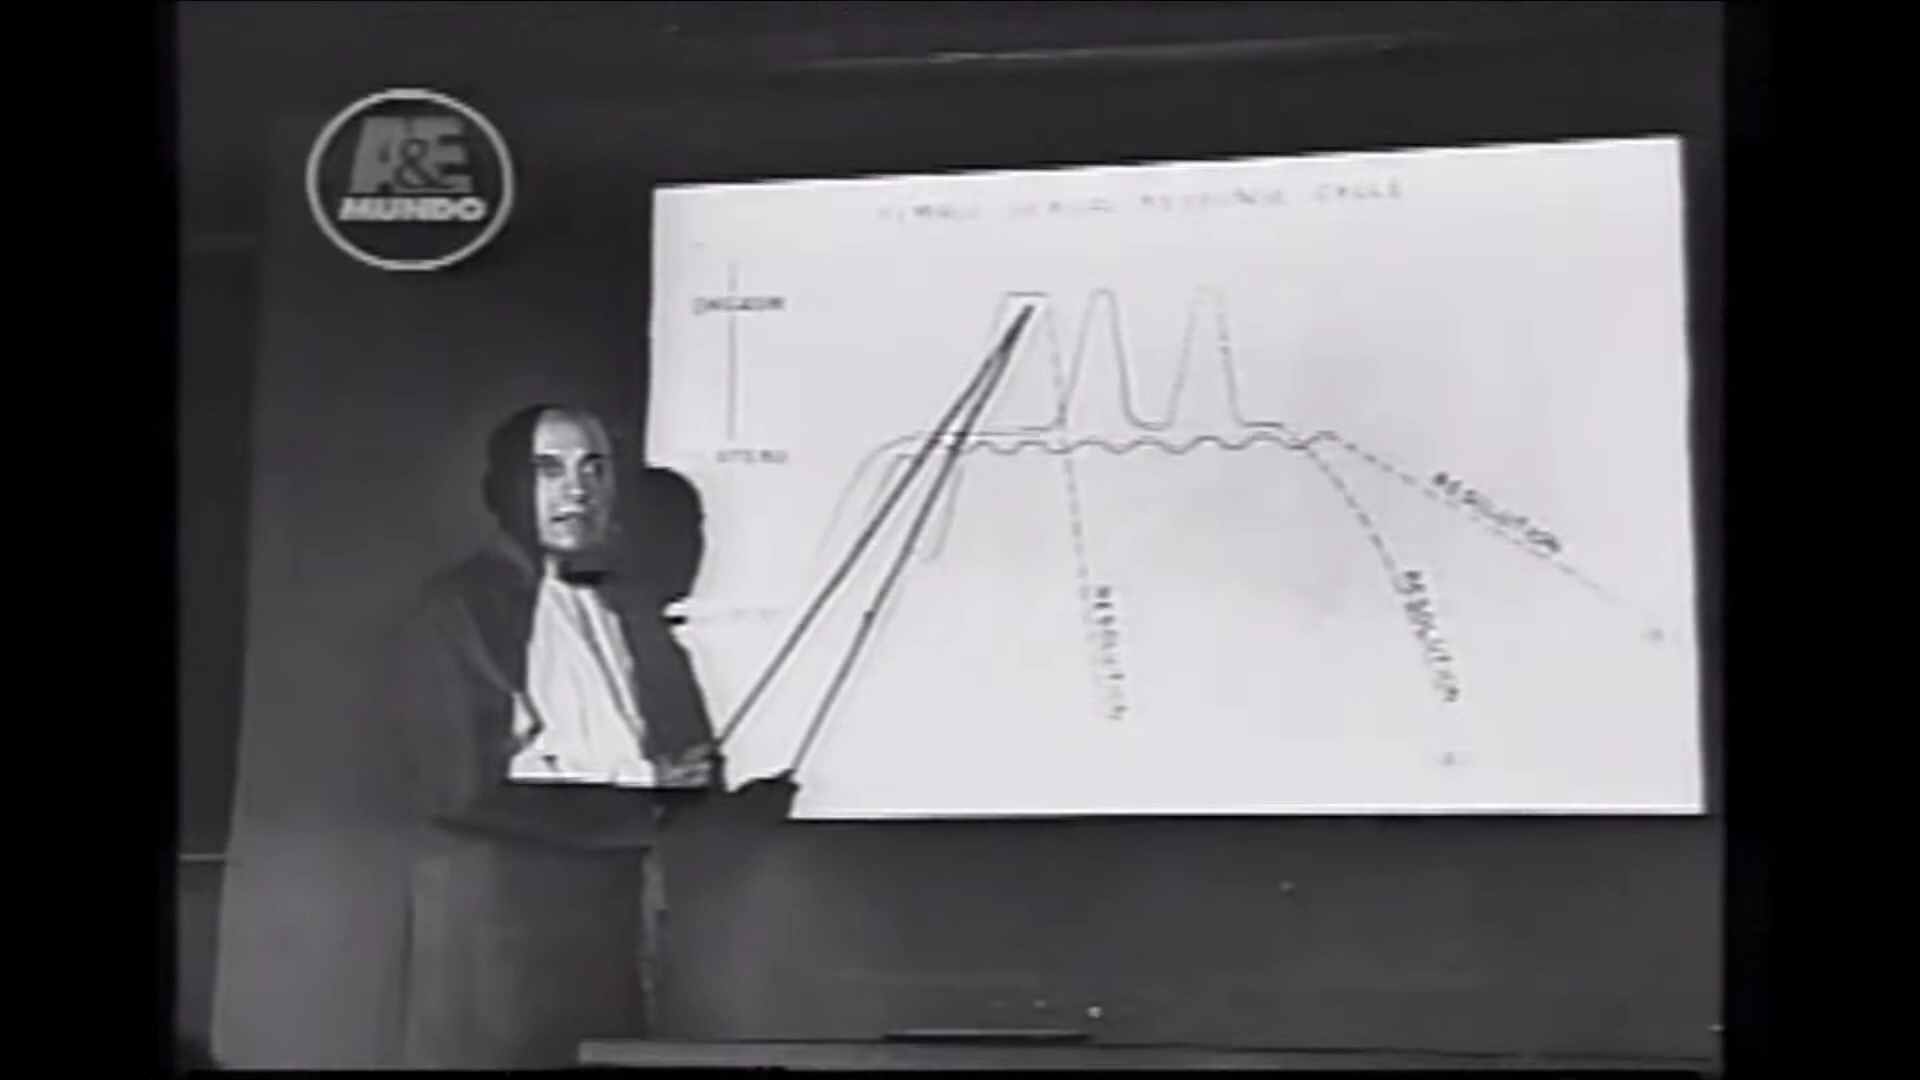 A&E
MUNDO
FEMALE SEXUAL RESPONSE CYCLE
ORGASM
RESOLUTION
RESOLUTION
RESOLUTION